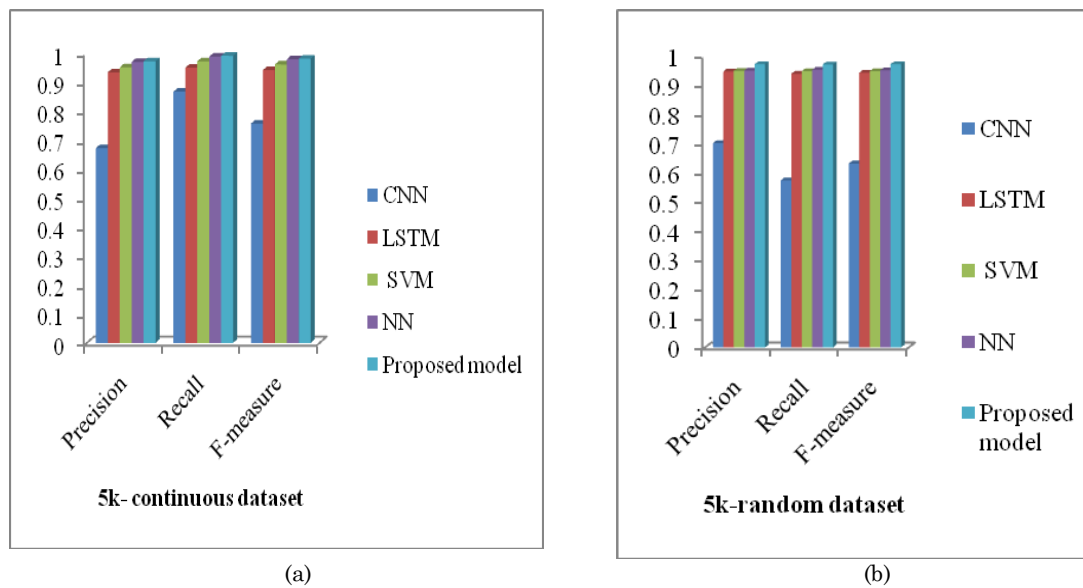 1
0.9
0.8
0.7
0.6
0.5
0.4
0.3
0.2
0.1
0
Precision
Recall
F-measure
CNN
LSTM
SVM
NN
Proposed model
5k- continuous dataset
(a)
1
0.9
0.8
0.7
0.6
0.5
0.4
0.3
0.2
0.1
0
Precision
Recall
F-measure
CNN
LSTM
SVM
NN
Proposed
model
5k-random dataset
(b)